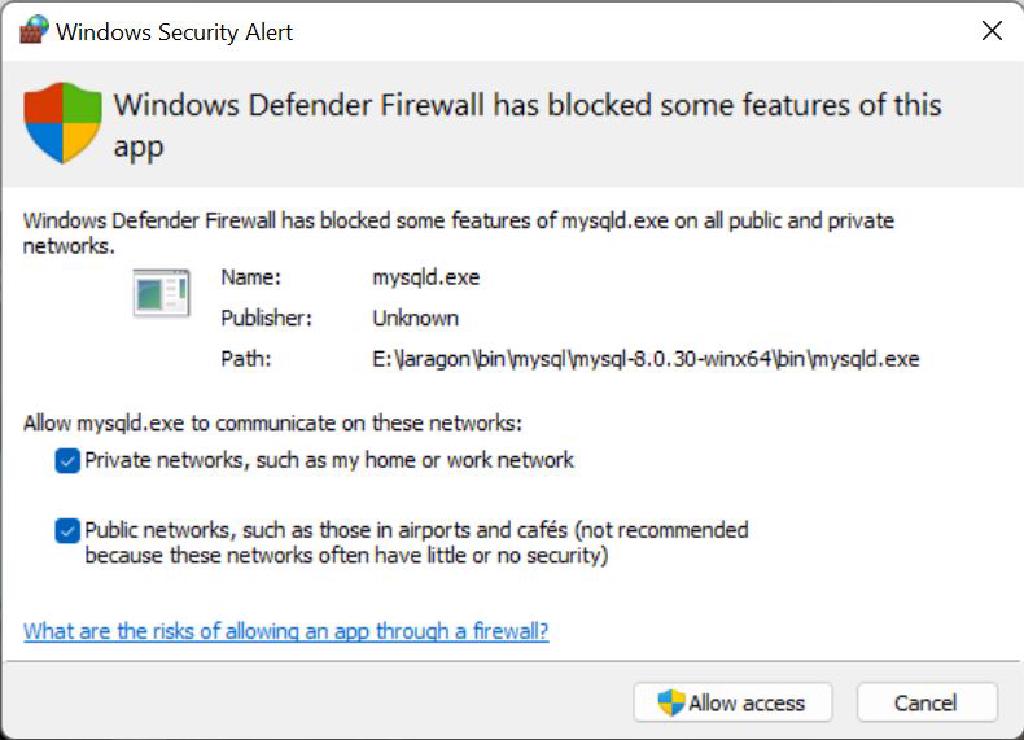 Windows Security Alert
Windows Defender Firewall has blocked some features of this
app
Windows Defender Firewall has blocked some features of mysqld.exe on all public and private
networks.
Name: mysqld.exe
Publisher: Unknown
Path: E:\laragon\bin\mysql\mysql-8.0.30-winx64\bin\mysqld.exe
Allow mysqld.exe to communicate on these networks:
Private networks, such as my home or work network
Public networks, such as those in airports and cafés (not recommended
because these networks often have little or no security)
What are the risks of allowing an app through a firewall?
Allow access Cancel